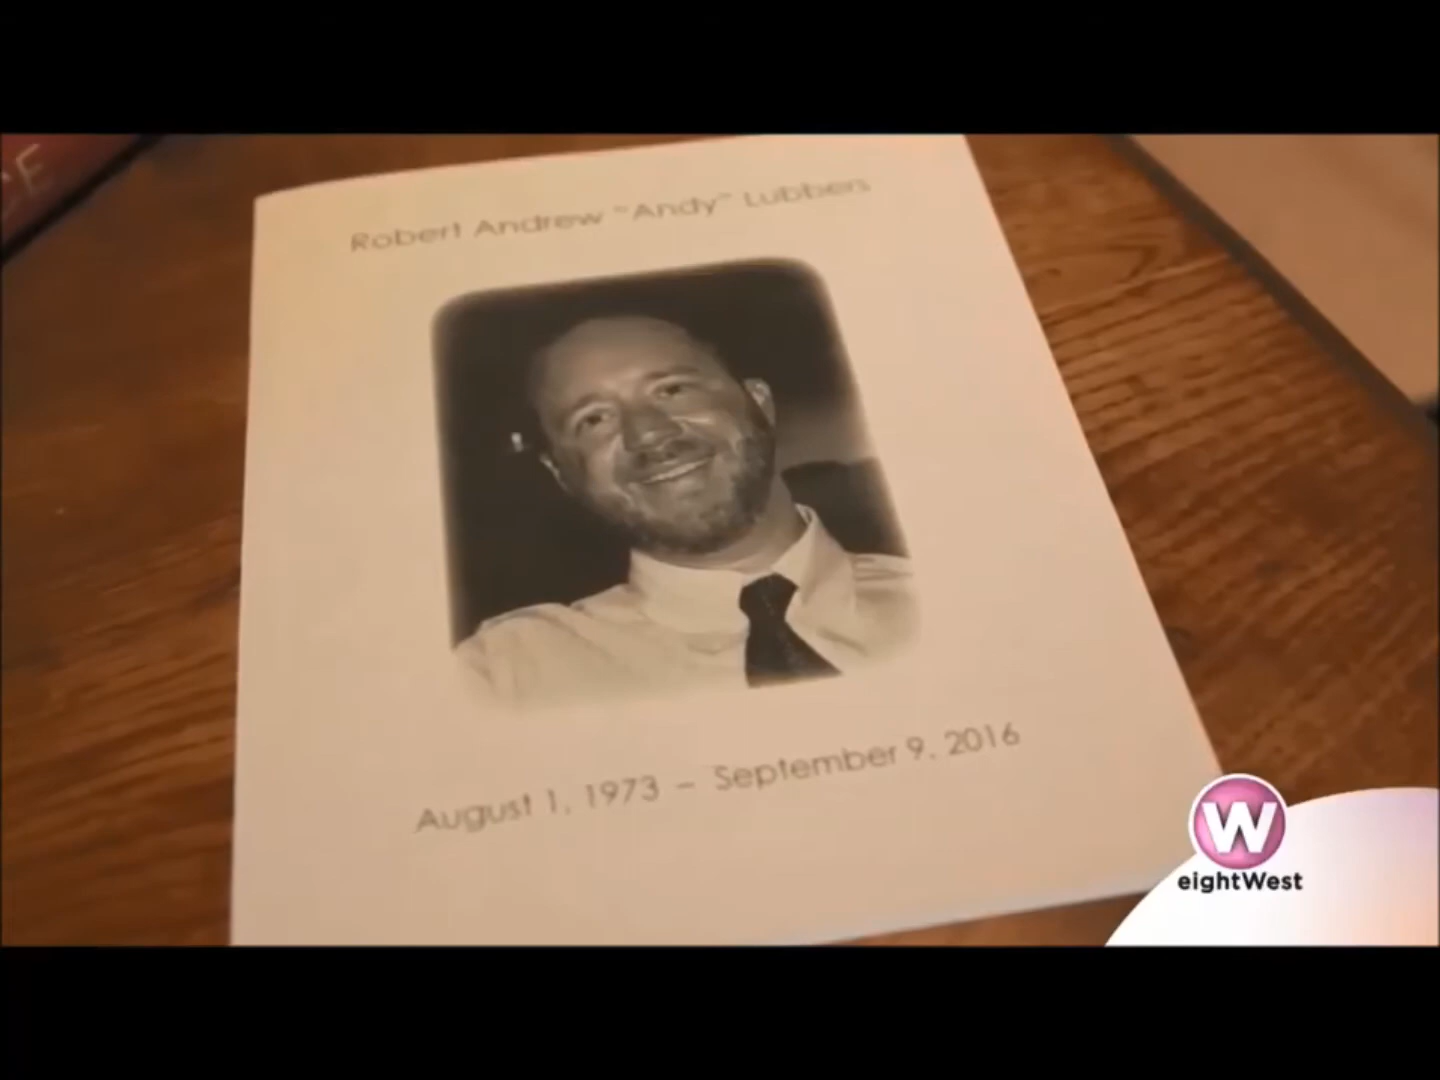 Robert Andrew "Andy" Lubbers
August 1, 1973 – September 9, 2016
W
eightWest